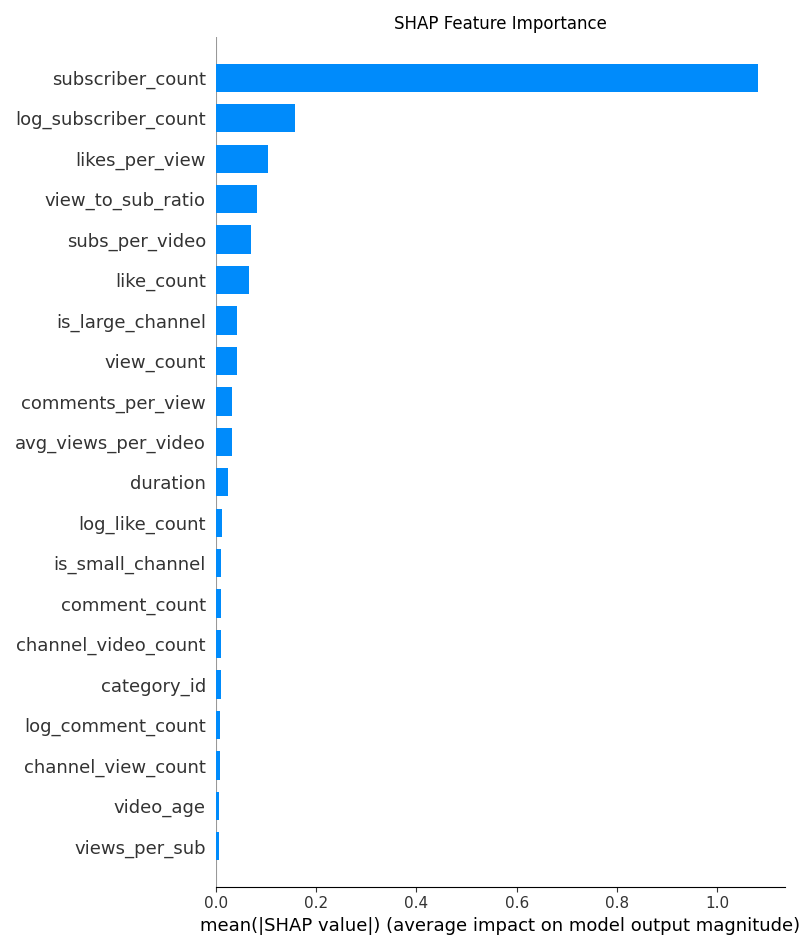 SHAP Feature Importance
subscriber_count
log_subscriber_count
likes_per_view
view_to_sub_ratio
subs_per_video
like_count
is_large_channel
view_count
comments_per_view
avg_views_per_video
duration
log_like_count
is_small_channel
comment_count
channel_video_count
category_id
log_comment_count
channel_view_count
video_age
views_per_sub
0.0 0.2 0.4 0.6 0.8 1.0
mean(|SHAP value|) (average impact on model output magnitude)